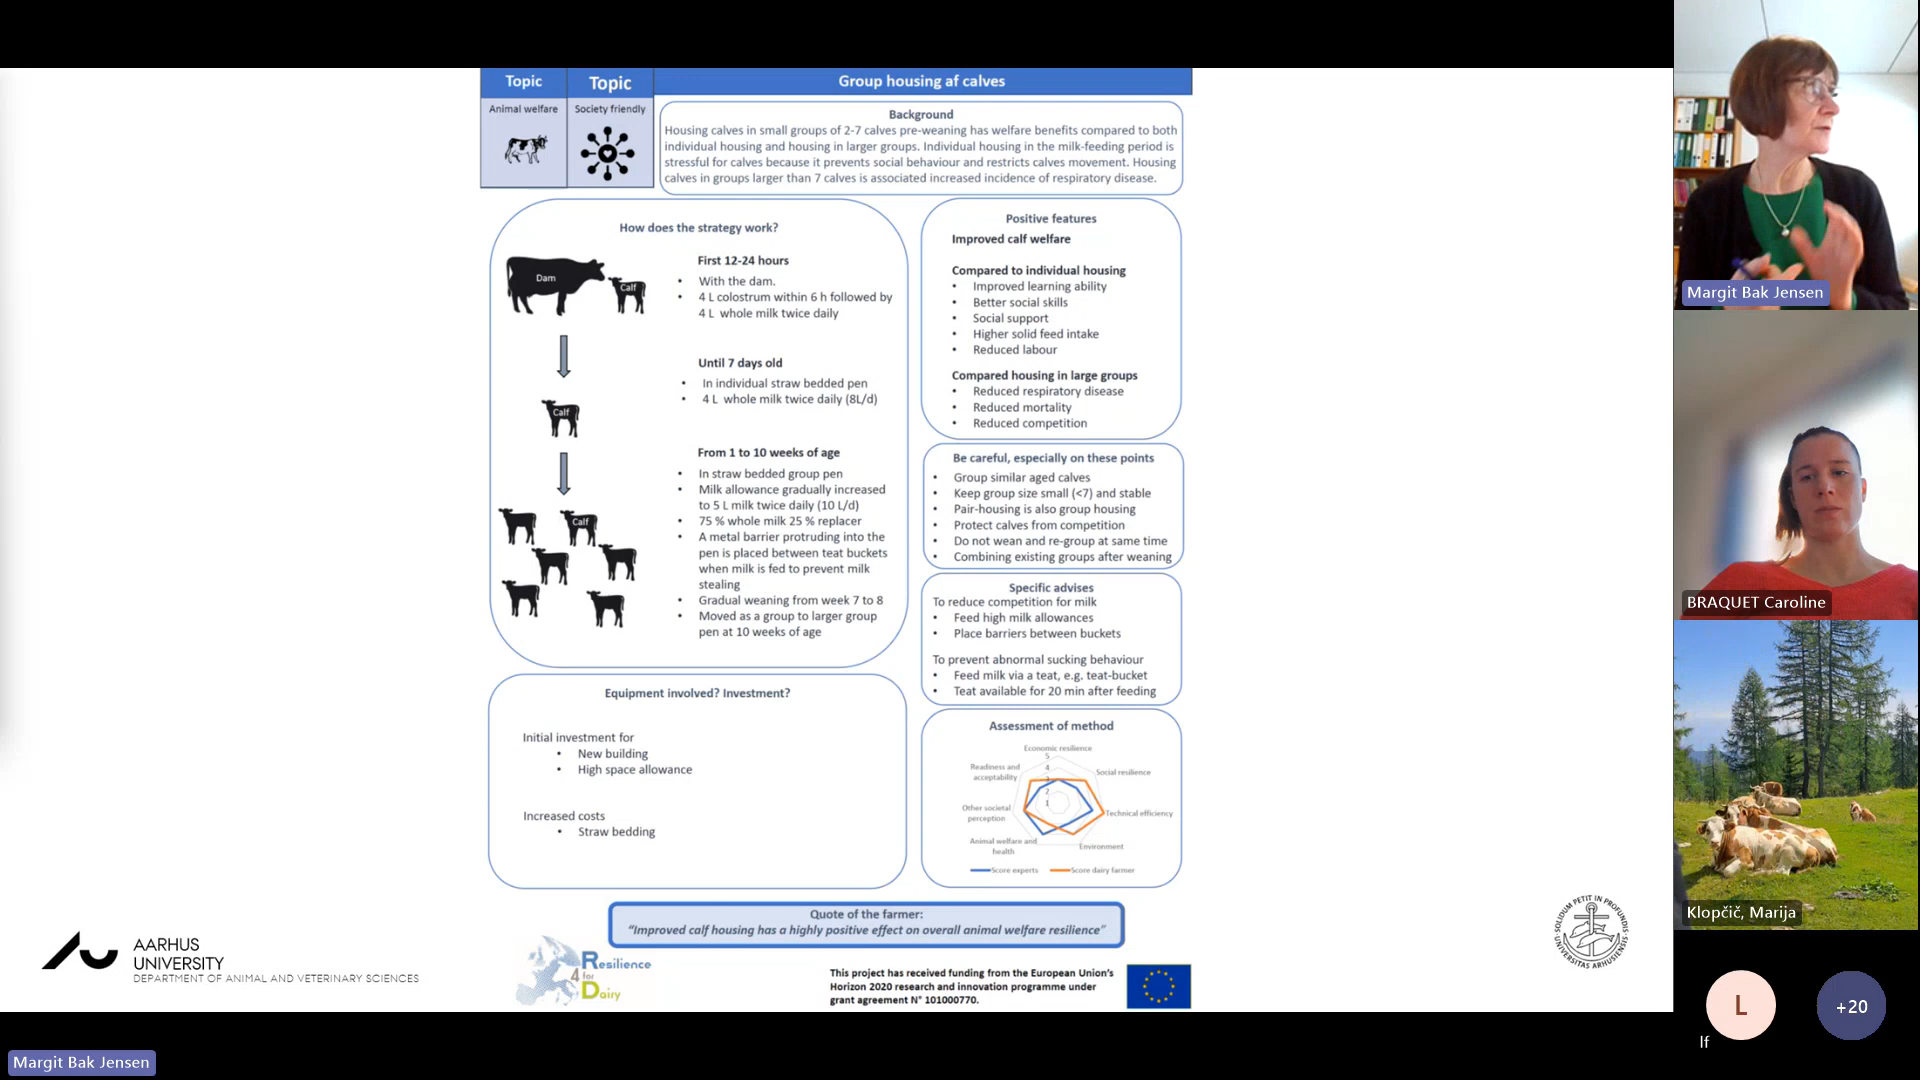 Topic
Topic
Group housing af calves
Animal welfare
Society friendly
Background
Housing calves in small groups of 2-7 calves pre-weaning has welfare benefits compared to both
individual housing and housing in larger groups. Individual housing in the milk-feeding period is
stressful for calves because it prevents social behaviour and restricts calves movement. Housing
calves in groups larger than 7 calves is associated increased incidence of respiratory disease.
How does the strategy work?
Dam
Calf
First 12-24 hours
• With the dam.
• 4 L colostrum within 6 h followed by
4 L whole milk twice daily
Until 7 days old
• In individual straw bedded pen
• 4 L whole milk twice daily (8L/d)
Calf
From 1 to 10 weeks of age
• In straw bedded group pen
• Milk allowance gradually increased
to 5 L milk twice daily (10 L/d)
• 75 % whole milk 25 % replacer
• A metal barrier protruding into the
pen is placed between teat buckets
when milk is fed to prevent milk
stealing
• Gradual weaning from week 7 to 8
• Moved as a group to larger group
pen at 10 weeks of age
Calf
Equipment involved? Investment?
Initial investment for
• New building
• High space allowance
Increased costs
• Straw bedding
Positive features
Improved calf welfare
Compared to individual housing
• Improved learning ability
• Better social skills
• Social support
• Higher solid feed intake
• Reduced labour
Compared housing in large groups
• Reduced respiratory disease
• Reduced mortality
• Reduced competition
Be careful, especially on these points
• Group similar aged calves
• Keep group size small (<7) and stable
• Pair-housing is also group housing
• Protect calves from competition
• Do not wean and re-group at same time
• Combining existing groups after weaning
Specific advises
To reduce competition for milk
• Feed high milk allowances
• Place barriers between buckets
To prevent abnormal sucking behaviour
• Feed milk via a teat, e.g. teat-bucket
• Teat available for 20 min after feeding
Assessment of method
Economic resilience
5
4
3
2
1
Social resilience
Technical efficiency
Environment
Animal welfare and
health
Other societal
perception
Readiness and
acceptability
Score experts
Score dairy farmer
Quote of the farmer:
"Improved calf housing has a highly positive effect on overall animal welfare resilience"
AARHUS
UNIVERSITY
DEPARTMENT OF ANIMAL AND VETERINARY SCIENCES
Resilience
4 for
Dairy
This project has received funding from the European Union's
Horizon 2020 research and innovation programme under
grant agreement N° 101000770.
SOLIDUM PETIT IN PROFUNDIS
UNIVERSITAS ARHUSIENSIS
Margit Bak Jensen
BRAQUET Caroline
Klopčič, Marija
L
+20
Margit Bak Jensen